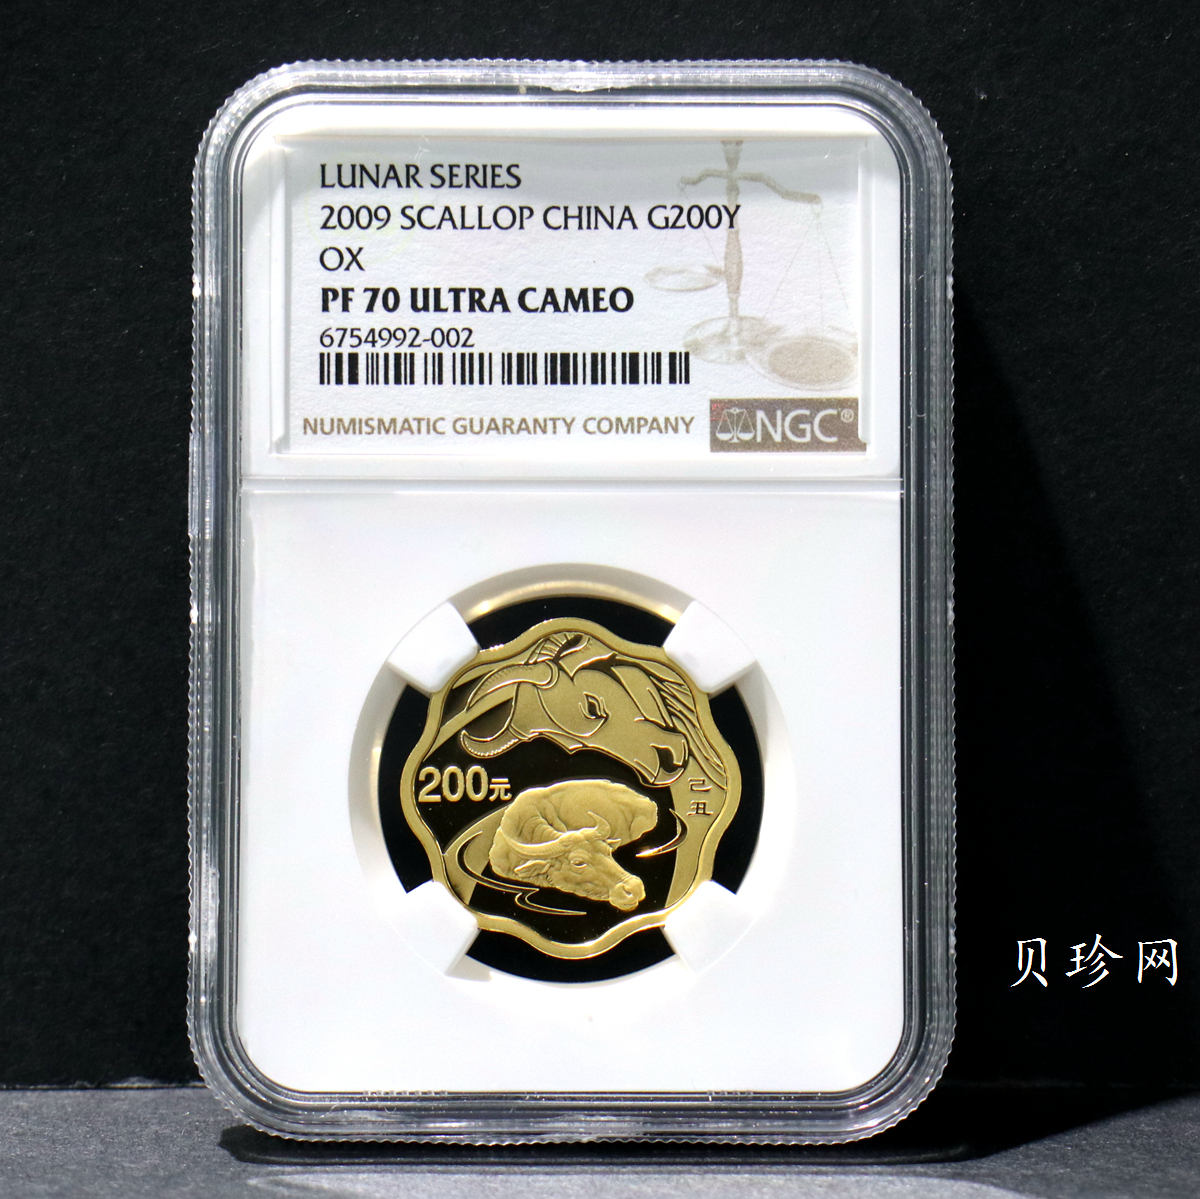 LUNAR SERIES
2009 SCALLOP CHINA G200Y
OX
PF 70 ULTRA CAMEO
6754992-002
NUMISMATIC GUARANTY COMPANY
NGC®
200元
己
丑
贝珍网